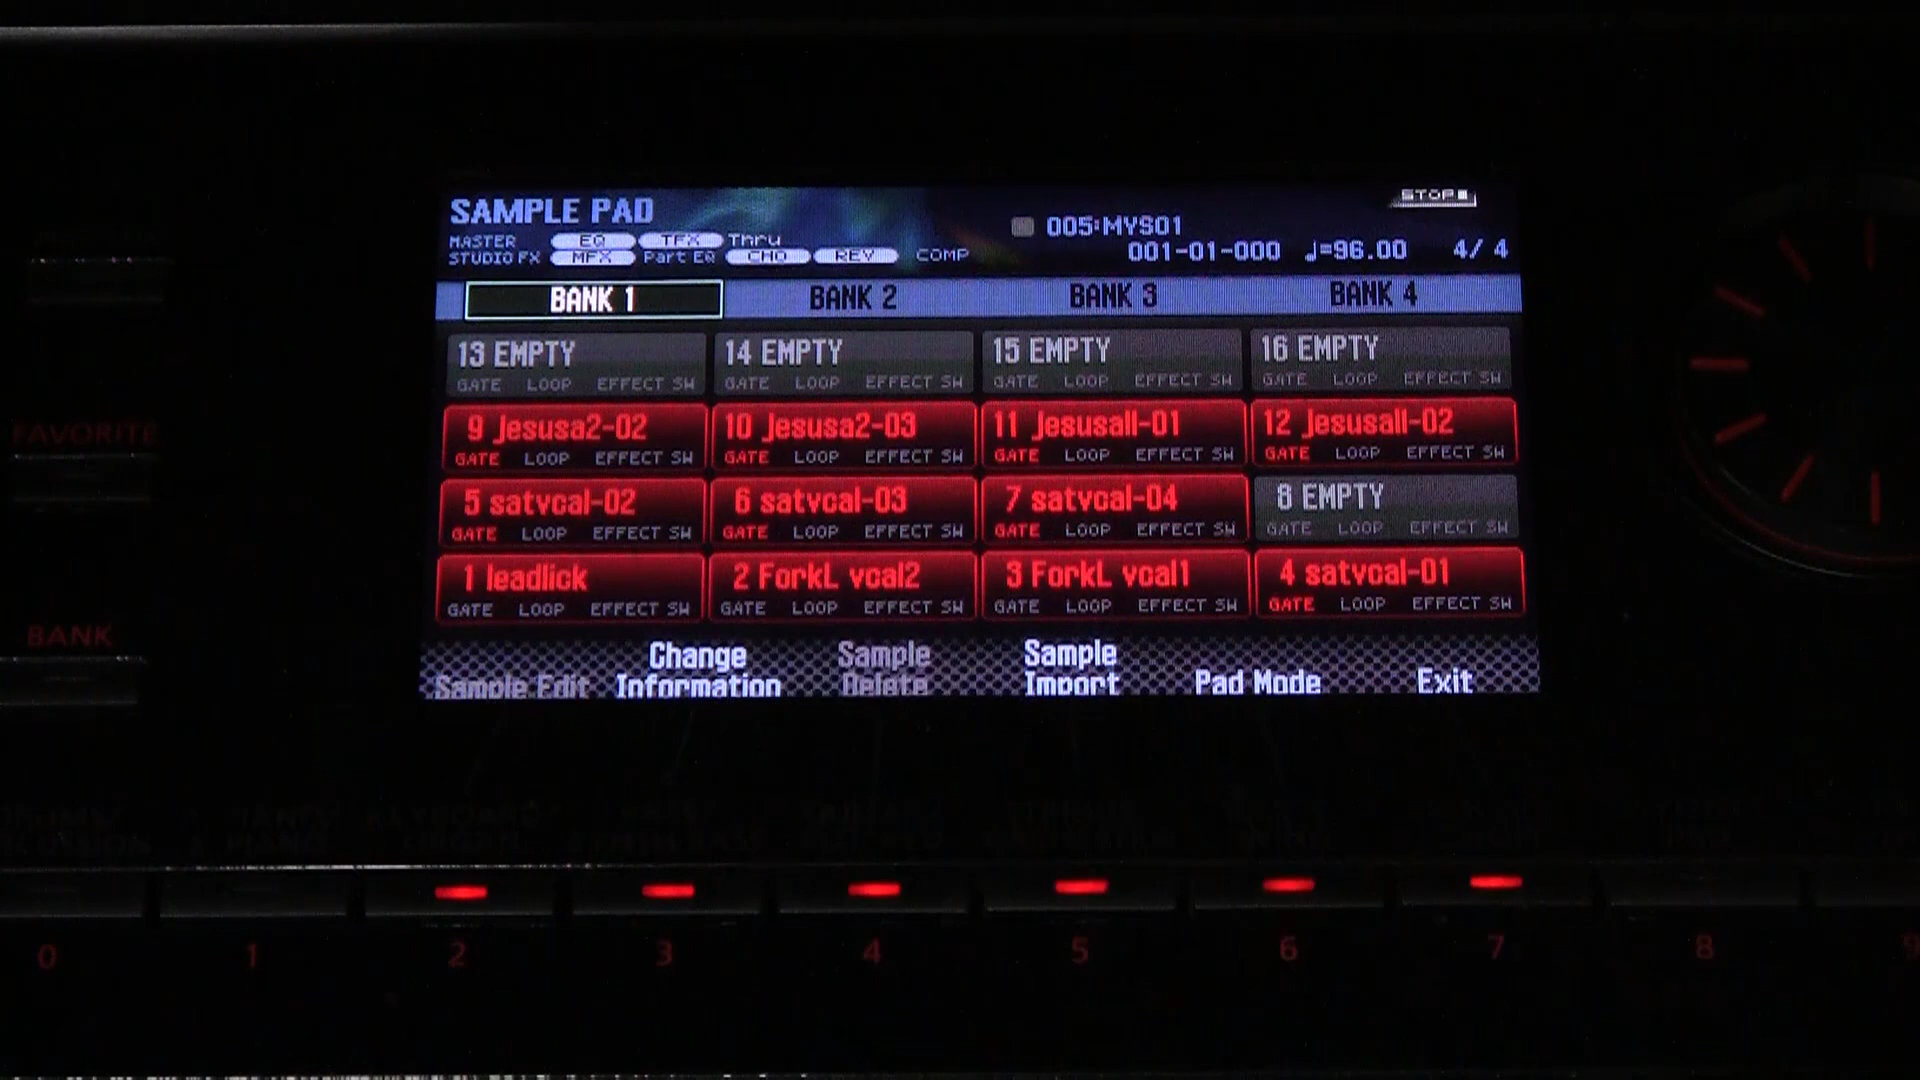 SAMPLE PAD
STOP
MASTER EQ TFX Thru
005:MYS01
STUDIO FX MFX Part EQ CHO REV COMP
001-01-000 ♩=96.00 4/ 4
BANK 1 BANK 2 BANK 3 BANK 4
13 EMPTY 14 EMPTY 15 EMPTY 16 EMPTY
GATE LOOP EFFECT SW GATE LOOP EFFECT SW GATE LOOP EFFECT SW GATE LOOP EFFECT SW
9 Jesusa2-02 10 Jesusa2-03 11 Jesusall-01 12 Jesusall-02
GATE LOOP EFFECT SW GATE LOOP EFFECT SW GATE LOOP EFFECT SW GATE LOOP EFFECT SW
5 satvcal-02 6 satvcal-03 7 satvcal-04 8 EMPTY
GATE LOOP EFFECT SW GATE LOOP EFFECT SW GATE LOOP EFFECT SW GATE LOOP EFFECT SW
1 leadlick 2 ForkL vcal2 3 ForkL vcal1 4 satvcal-01
GATE LOOP EFFECT SW GATE LOOP EFFECT SW GATE LOOP EFFECT SW GATE LOOP EFFECT SW
Sample Edit Change Information Sample Delete Sample Import Pad Mode Exit
FAVORITE
BANK
0 1 2 3 4 5 6 7 8 9